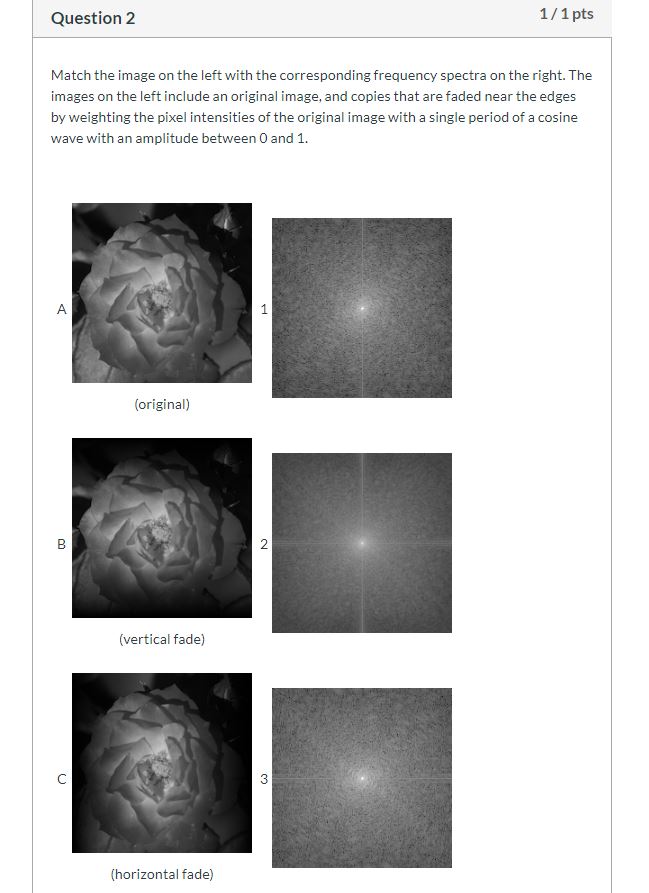 Question 2
1 / 1 pts
Match the image on the left with the corresponding frequency spectra on the right. The
images on the left include an original image, and copies that are faded near the edges
by weighting the pixel intensities of the original image with a single period of a cosine
wave with an amplitude between 0 and 1.
A
1
(original)
B
2
(vertical fade)
C
3
(horizontal fade)